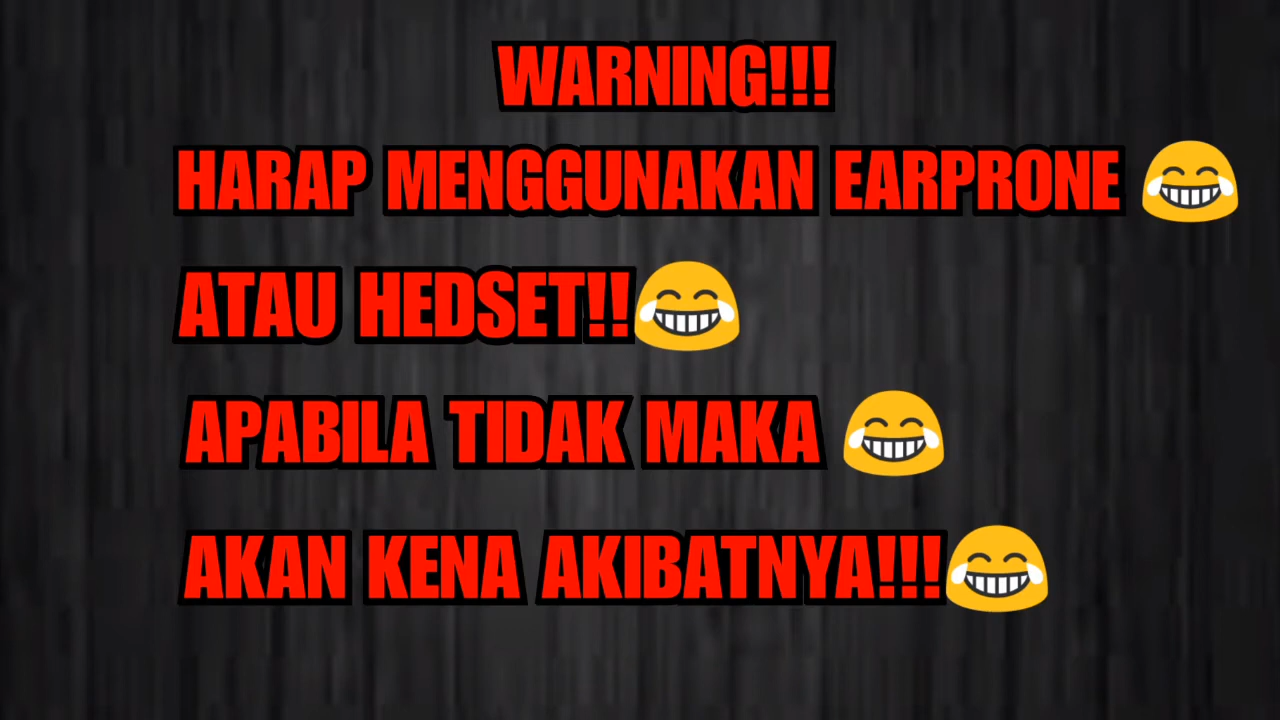 WARNING!!!
HARAP MENGGUNAKAN EARPRONE 😂
ATAU HEDSET!!😂
APABILA TIDAK MAKA 😂
AKAN KENA AKIBATNYA!!!😂